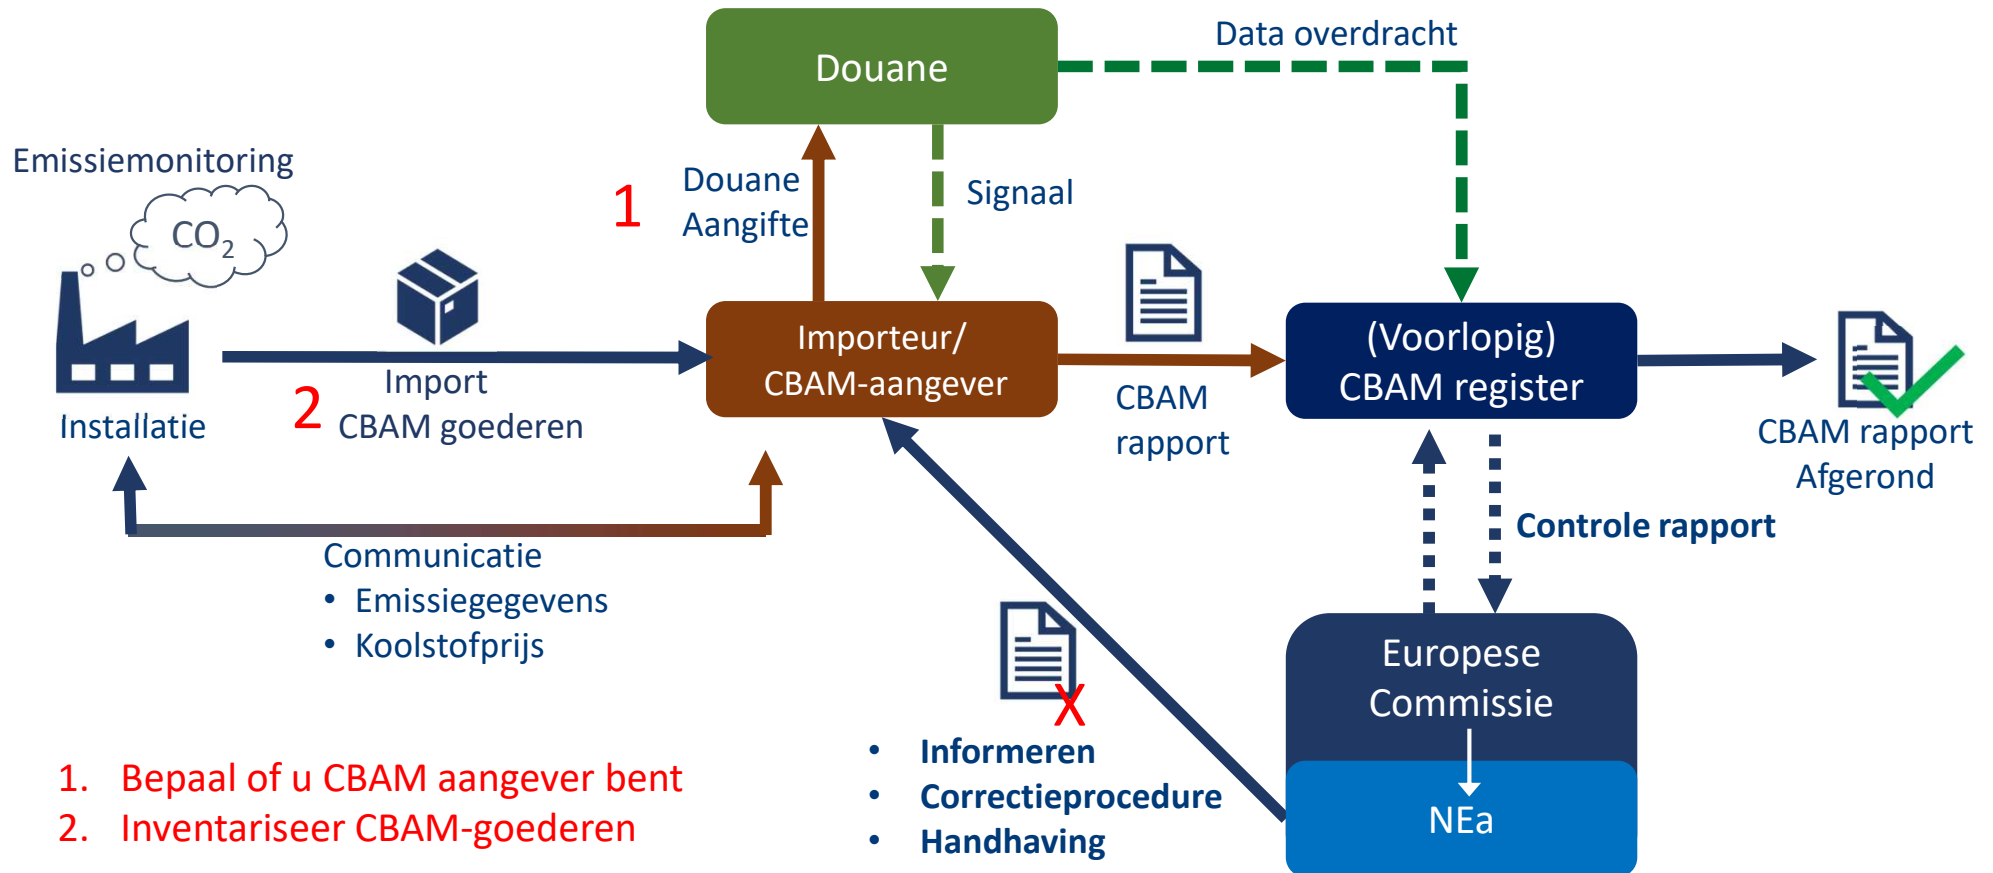 Data overdracht
Douane
Emissiemonitoring
CO2
1
Douane
Aangifte
Signaal
Importeur/
CBAM-aangever
(Voorlopig)
CBAM register
Import
CBAM goederen
2
Installatie
CBAM
rapport
CBAM rapport
Afgerond
Controle rapport
Communicatie
• Emissiegegevens
• Koolstofprijs
Europese
Commissie
X
• Informeren
• Correctieprocedure
• Handhaving
NEa
1. Bepaal of u CBAM aangever bent
2. Inventariseer CBAM-goederen